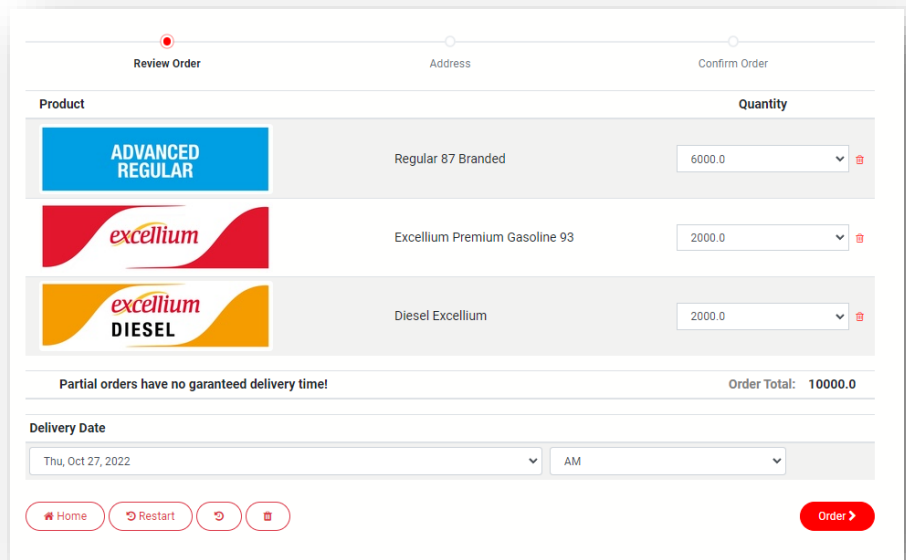 Review Order Address Confirm Order
Product Quantity
ADVANCED
REGULAR
Regular 87 Branded 6000.0
excellium
Excellium Premium Gasoline 93 2000.0
excellium
DIESEL
Diesel Excellium 2000.0
Partial orders have no garanteed delivery time! Order Total: 10000.0
Delivery Date
Thu, Oct 27, 2022 AM
Home Restart Order